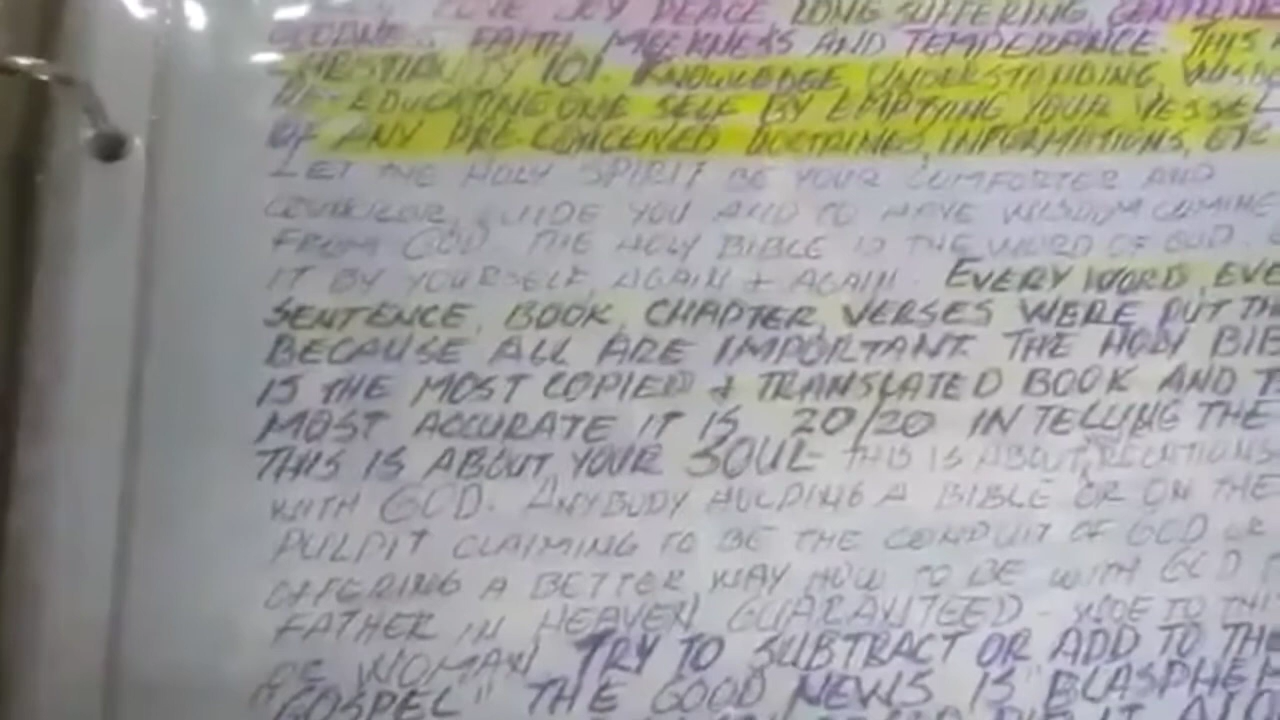 LOVE JOY PEACE, LONG SUFFERING, GENTLENE
GOODNESS FAITH, MEEKNESS AND TEMPERANCE. THIS
CHRISTIANITY 101. KNOWLEDGE, UNDERSTANDING, WISDO
RE-EDUCATING ONE SELF BY EMPTYING YOUR VESSEL
OF ANY PRE-CONCEIVED DOCTRINES, INFORMATIONS, ETC
LET THE HOLY SPIRIT BE YOUR COMFORTER AND
GUIDE YOU AND TO HAVE WISDOM COMING
FROM GOD. THE HOLY BIBLE IS THE WORD OF GOD.
IT BY YOURSELF AGAIN + AGAIN. EVERY WORD, EVE
SENTENCE, BOOK, CHAPTER, VERSES WERE PUT TH
BECAUSE ALL ARE IMPORTANT. THE HOLY BIB
IS THE MOST COPIED & TRANSLATED BOOK AND T
MOST ACCURATE IT IS 20/20 IN TELLING THE
THIS IS ABOUT YOUR SOUL THIS IS ABOUT RELATIONS
WITH GOD. ANYBODY HOLDING A BIBLE OR ON THE
PULPIT CLAIMING TO BE THE CONDUIT OF GOD OR
OFFERING A BETTER WAY HOW TO BE WITH GOD
FATHER IN HEAVEN GUARANTEED - WOE TO THI
OR WOMAN. TRY TO SUBTRACT OR ADD TO THE
"GOSPEL" THE GOOD NEWS IS BLASPHEM